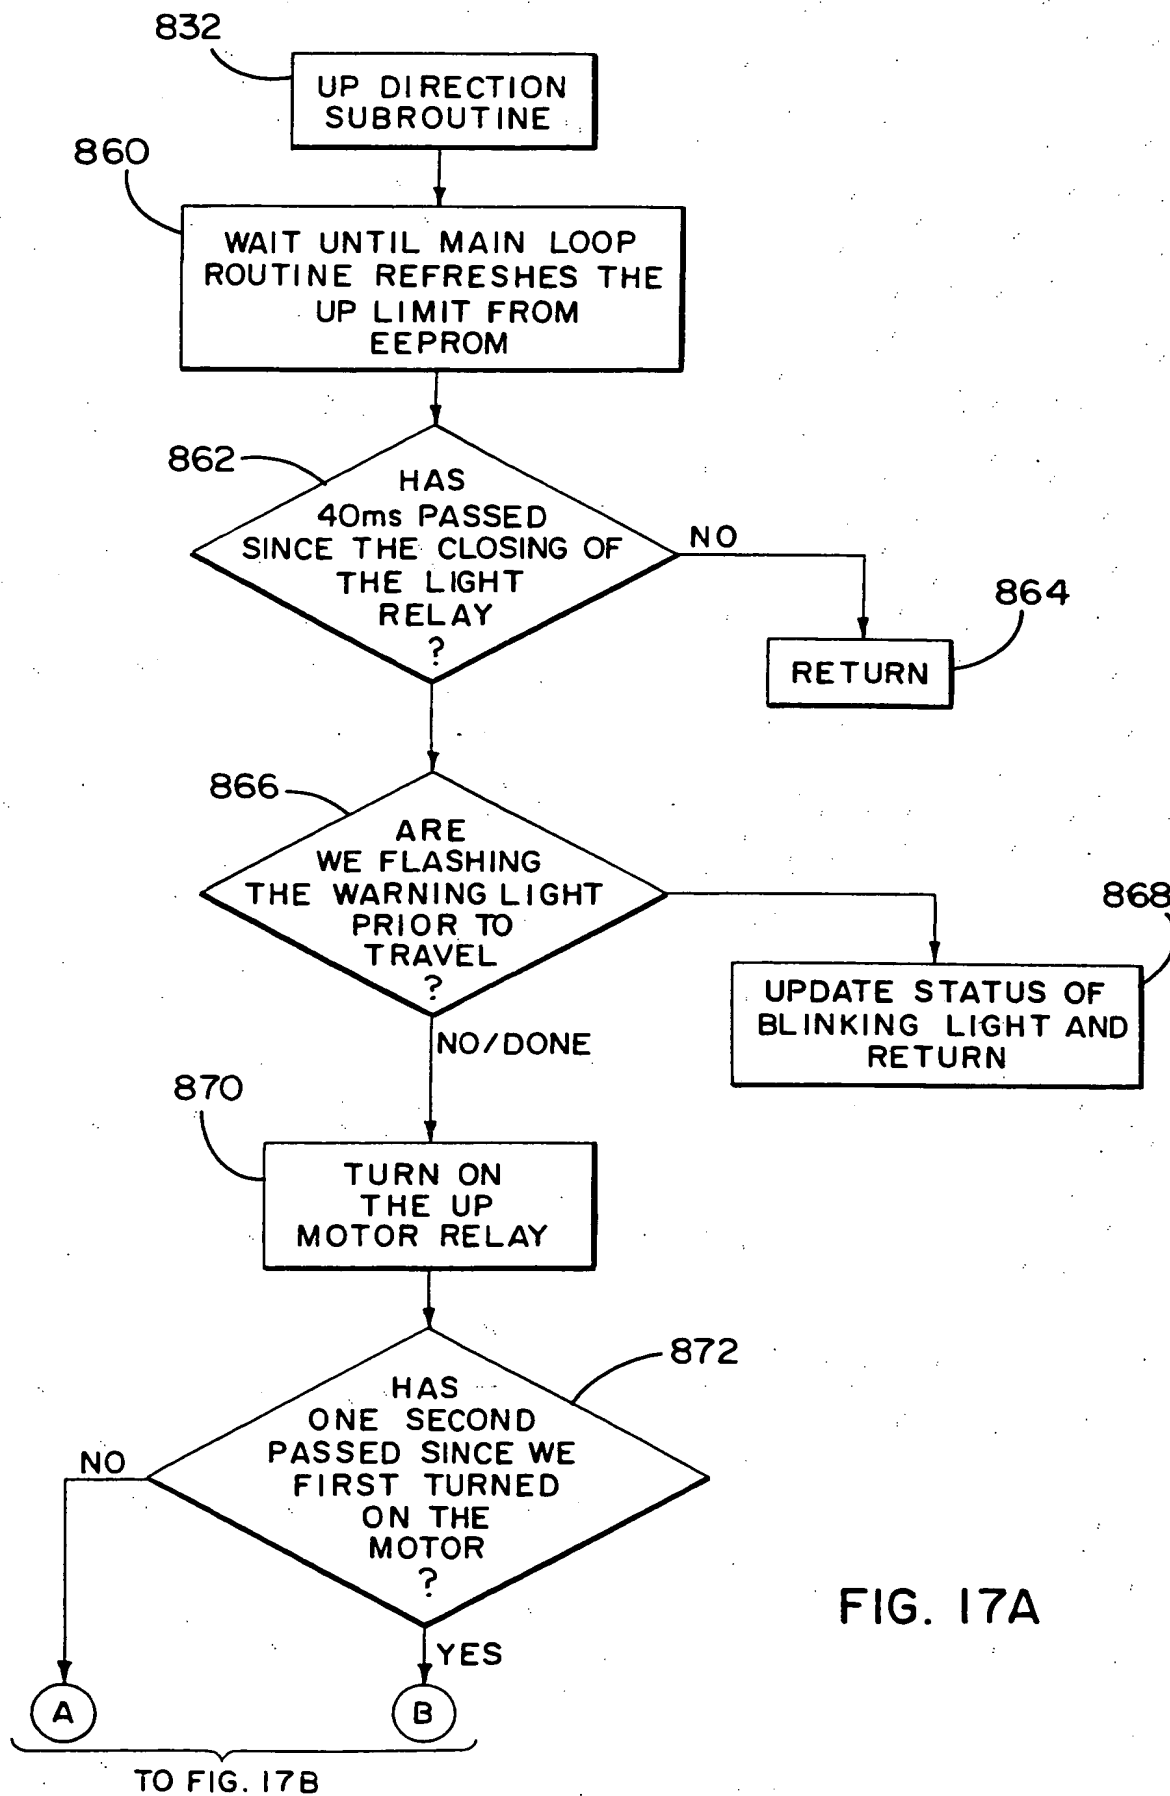 832
UP DIRECTION
SUBROUTINE
860
WAIT UNTIL MAIN LOOP
ROUTINE REFRESHES THE
UP LIMIT FROM
EEPROM
862
HAS
40ms PASSED
SINCE THE CLOSING OF
THE LIGHT
RELAY
?
NO
864
RETURN
866
ARE
WE FLASHING
THE WARNING LIGHT
PRIOR TO
TRAVEL
?
868
UPDATE STATUS OF
BLINKING LIGHT AND
RETURN
NO/DONE
870
TURN ON
THE UP
MOTOR RELAY
872
HAS
ONE SECOND
PASSED SINCE WE
FIRST TURNED
ON THE
MOTOR
?
NO
YES
A
B
TO FIG. 17B
FIG. 17A